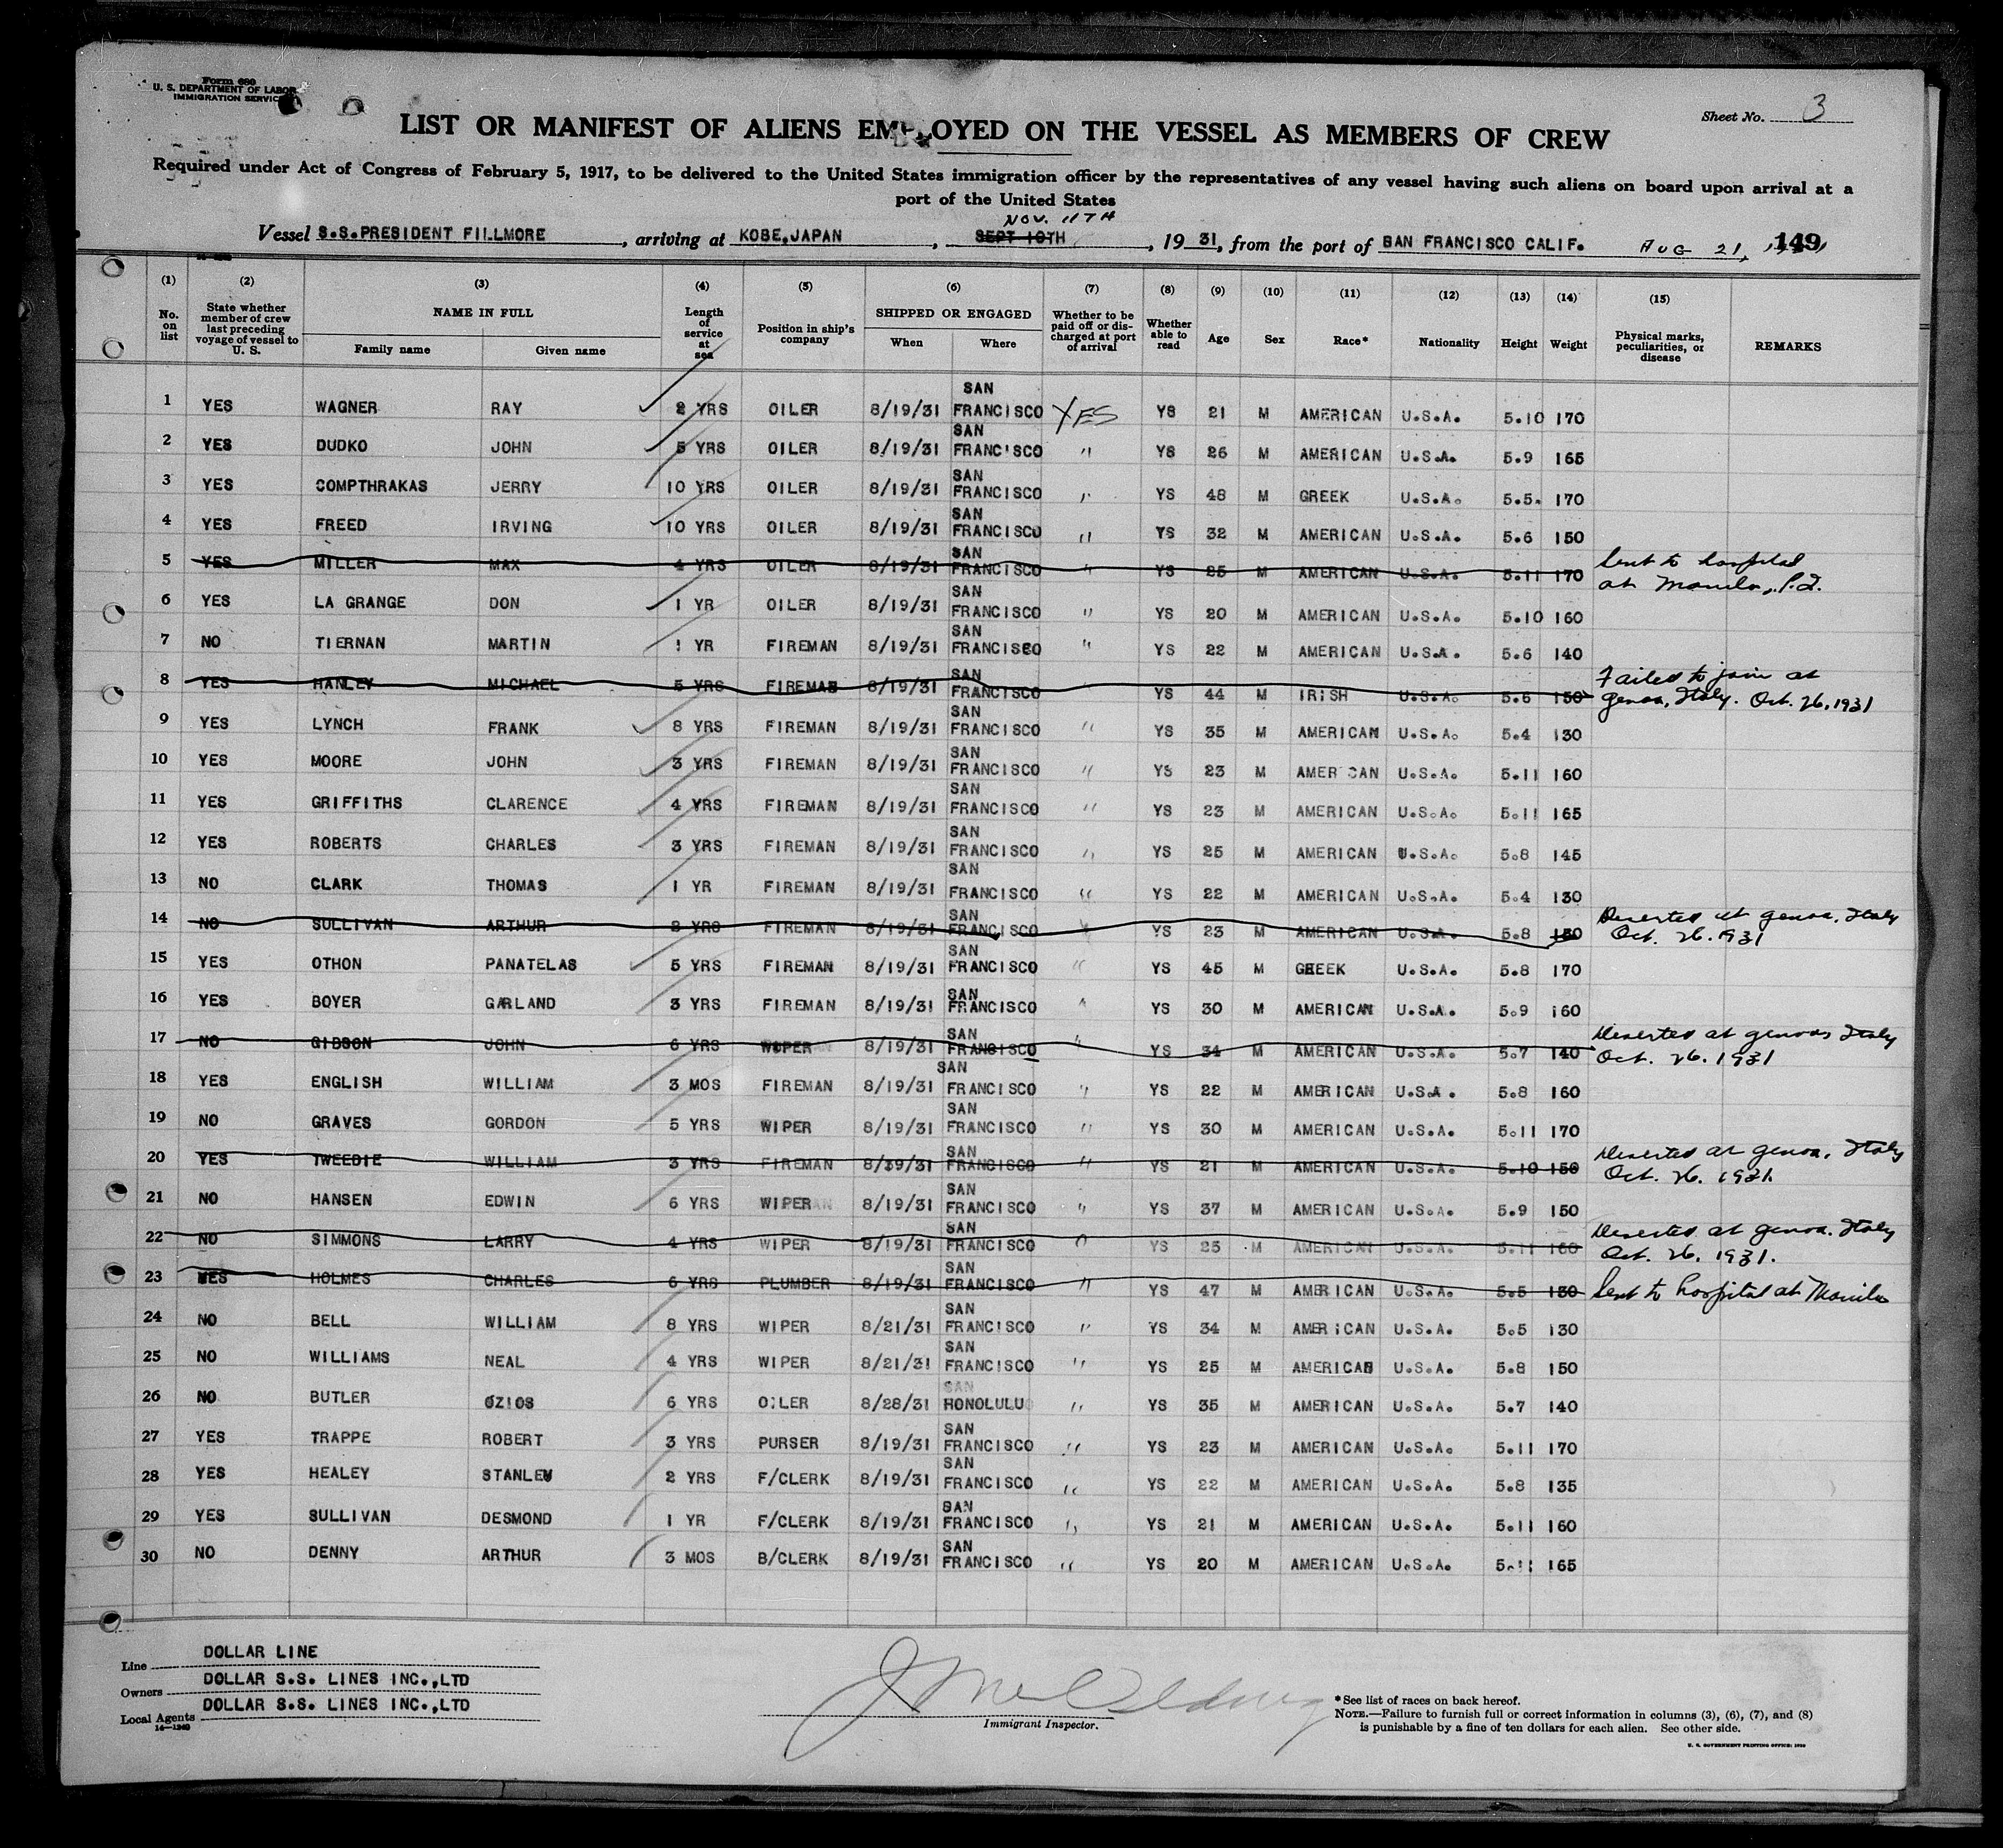 Form 680
U. S. DEPARTMENT OF LABOR
IMMIGRATION SERVICE
Sheet No. 3
LIST OR MANIFEST OF ALIENS EMPLOYED ON THE VESSEL AS MEMBERS OF CREW
Required under Act of Congress of February 5, 1917, to be delivered to the United States immigration officer by the representatives of any vessel having such aliens on board upon arrival at a
port of the United States
NOV. 11TH
Vessel S.S.PRESIDENT FILLMORE, arriving at KOBE,JAPAN, SEPT 10TH, 19 31, from the port of SAN FRANCISCO CALIF. AUG 21, 149
(1) (2) (3) (4) (5) (6) (7) (8) (9) (10) (11) (12) (13) (14) (15)
No. on list State whether member of crew last preceding voyage of vessel to U. S. NAME IN FULL Family name Given name Length of service at sea Position in ship's company SHIPPED OR ENGAGED When Where Whether to be paid off or discharged at port of arrival Whether able to read Age Sex Race* Nationality Height Weight Physical marks, peculiarities, or disease REMARKS
1 YES WAGNER RAY 2 YRS OILER 8/19/31 SAN FRANCISCO YES YS 21 M AMERICAN U.S.A. 5.10 170
2 YES DUDKO JOHN 5 YRS OILER 8/19/31 SAN FRANCISCO " YS 26 M AMERICAN U.S.A. 5.9 165
3 YES COMPTHRAKAS JERRY 10 YRS OILER 8/19/31 SAN FRANCISCO " YS 48 M GREEK U.S.A. 5.5. 170
4 YES FREED IRVING 10 YRS OILER 8/19/31 SAN FRANCISCO " YS 32 M AMERICAN U.S.A. 5.6 150
5 YES MILLER MAX 4 YRS OILER 8/19/31 SAN FRANCISCO " YS 25 M AMERICAN U.S.A. 5.11 170 Sent to hospital at Manila, P.I.
6 YES LA GRANGE DON 1 YR OILER 8/19/31 SAN FRANCISCO " YS 20 M AMERICAN U.S.A. 5.10 160
7 NO TIERNAN MARTIN 1 YR FIREMAN 8/19/31 SAN FRANCISCO " YS 22 M AMERICAN U.S.A. 5.6 140
8 YES HANLEY MICHAEL 5 YRS FIREMAN 8/19/31 SAN FRANCISCO YS 44 M IRISH U.S.A. 5.6 150 Failed to join at Genoa, Italy. Oct. 26, 1931
9 YES LYNCH FRANK 8 YRS FIREMAN 8/19/31 SAN FRANCISCO " YS 35 M AMERICAN U.S.A. 5.4 130
10 YES MOORE JOHN 3 YRS FIREMAN 8/19/31 SAN FRANCISCO " YS 23 M AMERICAN U.S.A. 5.11 160
11 YES GRIFFITHS CLARENCE 4 YRS FIREMAN 8/19/31 SAN FRANCISCO " YS 23 M AMERICAN U.S.A. 5.11 165
12 YES ROBERTS CHARLES 3 YRS FIREMAN 8/19/31 SAN FRANCISCO " YS 25 M AMERICAN U.S.A. 5.8 145
13 NO CLARK THOMAS 1 YR FIREMAN 8/19/31 SAN FRANCISCO " YS 22 M AMERICAN U.S.A. 5.4 130
14 NO SULLIVAN ARTHUR 2 YRS FIREMAN 8/19/31 SAN FRANCISCO " YS 23 M AMERICAN U.S.A. 5.8 150 Deserted at Genoa, Italy Oct. 26. 1931
15 YES OTHON PANATELAS 5 YRS FIREMAN 8/19/31 SAN FRANCISCO " YS 45 M GREEK U.S.A. 5.8 170
16 YES BOYER GARLAND 3 YRS FIREMAN 8/19/31 SAN FRANCISCO " YS 30 M AMERICAN U.S.A. 5.9 160
17 NO GIBSON JOHN 6 YRS WIPER 8/19/31 SAN FRANCISCO " YS 34 M AMERICAN U.S.A. 5.7 140 Deserted at Genoa, Italy Oct. 26. 1931
18 YES ENGLISH WILLIAM 3 MOS FIREMAN 8/19/31 SAN FRANCISCO " YS 22 M AMERICAN U.S.A. 5.8 160
19 NO GRAVES GORDON 5 YRS WIPER 8/19/31 SAN FRANCISCO " YS 30 M AMERICAN U.S.A. 5.11 170
20 YES TWEEDIE WILLIAM 3 YRS FIREMAN 8/39/31 SAN FRANCISCO " YS 21 M AMERICAN U.S.A. 5.10 150 Deserted at Genoa, Italy Oct. 26. 1931.
21 NO HANSEN EDWIN 6 YRS WIPER 8/19/31 SAN FRANCISCO " YS 37 M AMERICAN U.S.A. 5.9 150
22 NO SIMMONS LARRY 4 YRS WIPER 8/19/31 SAN FRANCISCO " YS 25 M AMERICAN U.S.A. 5.11 160 Deserted at Genoa. Italy Oct. 26, 1931.
23 YES HOLMES CHARLES 6 YRS PLUMBER 8/19/31 SAN FRANCISCO " YS 47 M AMERICAN U.S.A. 5.5 130 Sent to hospital at Manila
24 NO BELL WILLIAM 8 YRS WIPER 8/21/31 SAN FRANCISCO " YS 34 M AMERICAN U.S.A. 5.5 130
25 NO WILLIAMS NEAL 4 YRS WIPER 8/21/31 SAN FRANCISCO " YS 25 M AMERICAN U.S.A. 5.8 150
26 NO BUTLER OZIOS 6 YRS OILER 8/28/31 SAN HONOLULU " YS 35 M AMERICAN U.S.A. 5.7 140
27 YES TRAPPE ROBERT 3 YRS PURSER 8/19/31 SAN FRANCISCO " YS 23 M AMERICAN U.S.A. 5.11 170
28 YES HEALEY STANLEY 2 YRS F/CLERK 8/19/31 SAN FRANCISCO " YS 22 M AMERICAN U.S.A. 5.8 135
29 YES SULLIVAN DESMOND 1 YR F/CLERK 8/19/31 SAN FRANCISCO " YS 21 M AMERICAN U.S.A. 5.11 160
30 NO DENNY ARTHUR 3 MOS B/CLERK 8/19/31 SAN FRANCISCO " YS 20 M AMERICAN U.S.A. 5.11 165
Line DOLLAR LINE
Owners DOLLAR S.S. LINES INC.,LTD
Local Agents DOLLAR S.S. LINES INC.,LTD
14—1240
Immigrant Inspector.
*See list of races on back hereof.
NOTE.—Failure to furnish full or correct information in columns (3), (6), (7), and (8)
is punishable by a fine of ten dollars for each alien. See other side.
U. S. GOVERNMENT PRINTING OFFICE: 1930